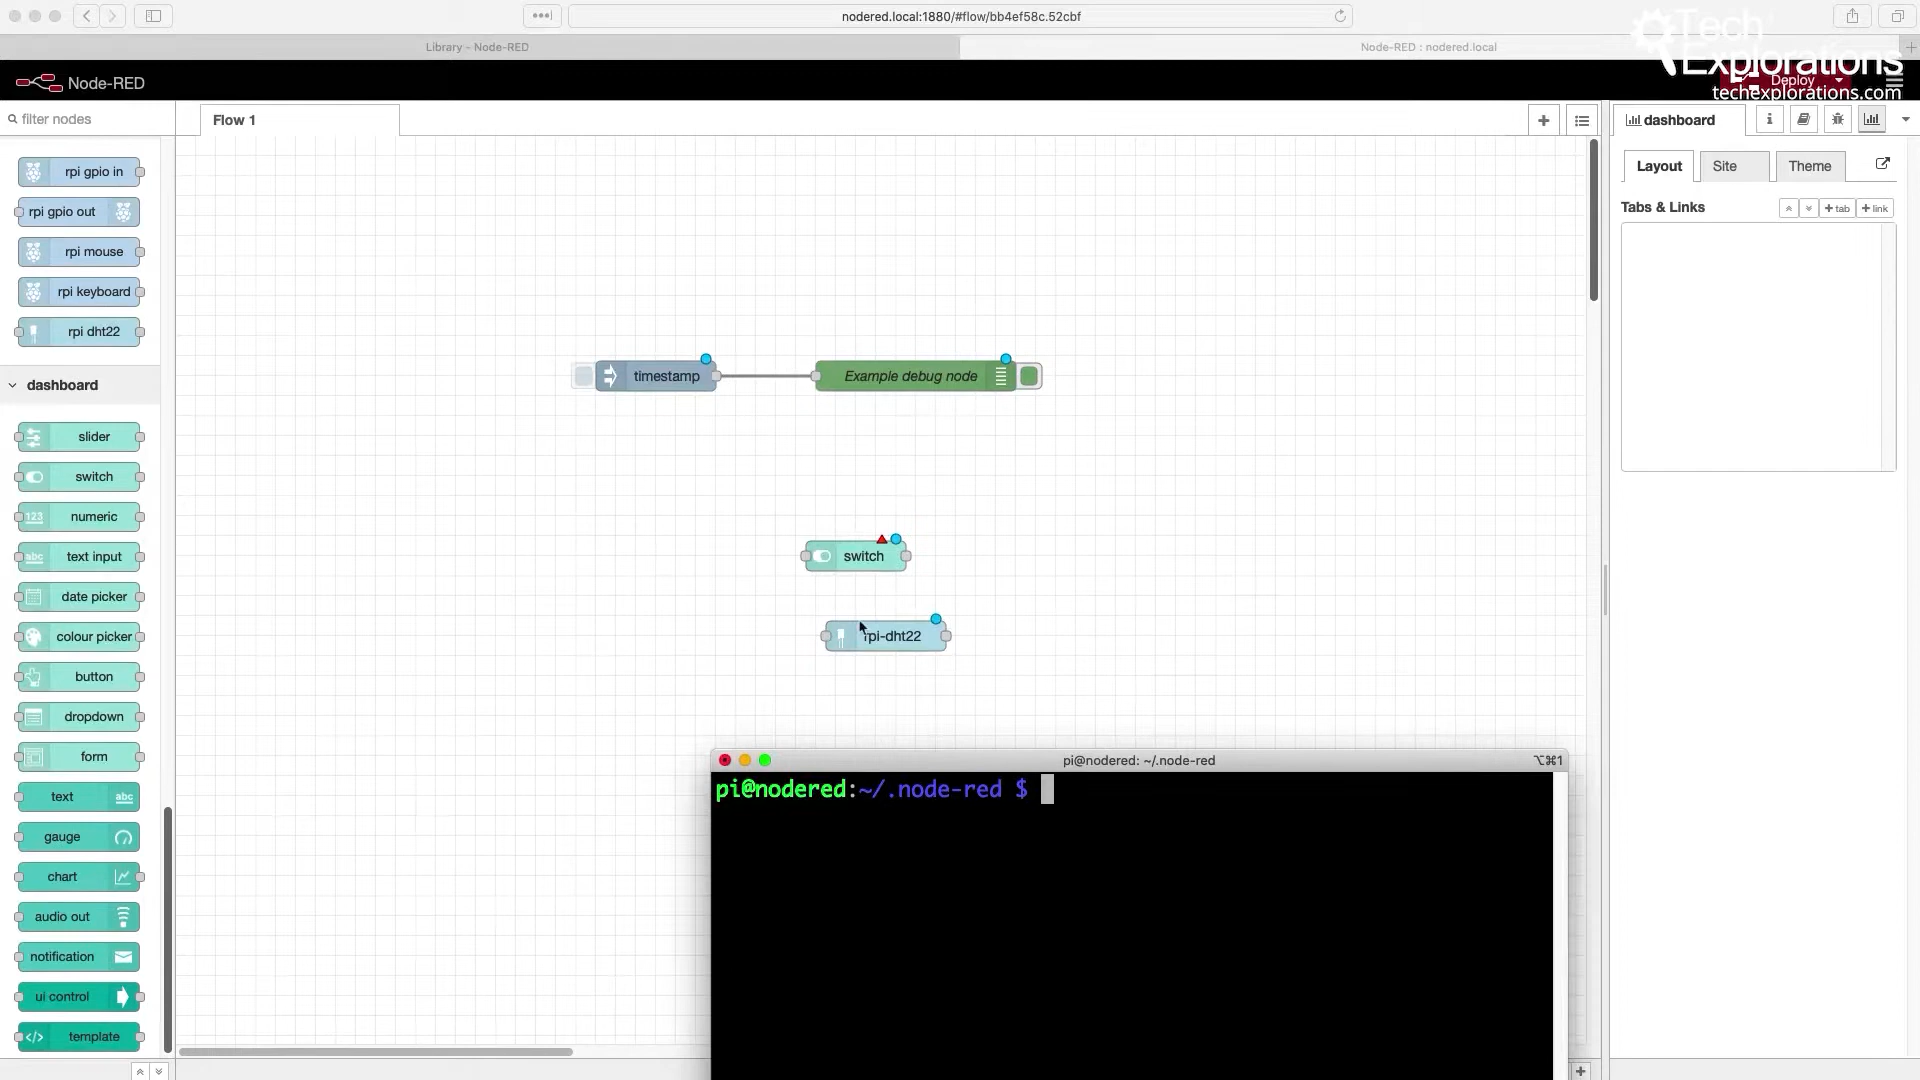 nodered.local:1880/#flow/bb4ef58c.52cbf
Library – Node-RED
Node-RED : nodered.local
Tech
Explorations
techexplorations.com
Node-RED
Deploy
filter nodes
Flow 1
dashboard
Layout
Site
Theme
Tabs & Links
tab
link
rpi gpio in
rpi gpio out
rpi mouse
rpi keyboard
rpi dht22
dashboard
slider
switch
123
numeric
abc
text input
date picker
colour picker
button
dropdown
form
text
abc
gauge
chart
audio out
notification
ui control
template
timestamp
Example debug node
switch
rpi-dht22
pi@nodered: ~/.node-red
⌥⌘1
pi@nodered:~/.node-red $